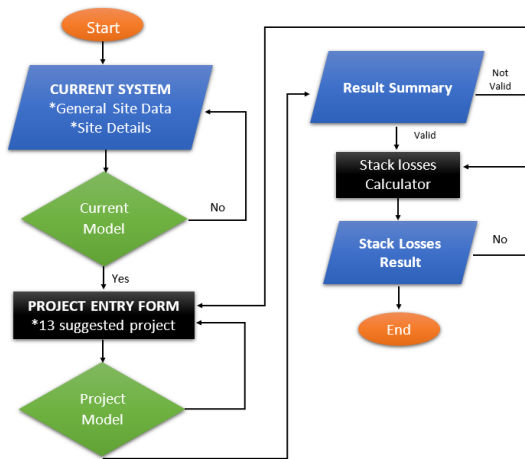 Start
CURRENT SYSTEM
*General Site Data
*Site Details
Current
Model
No
Yes
PROJECT ENTRY FORM
*13 suggested project
Project
Model
Result Summary
Not
Valid
Valid
Stack losses
Calculator
Stack Losses
Result
No
End